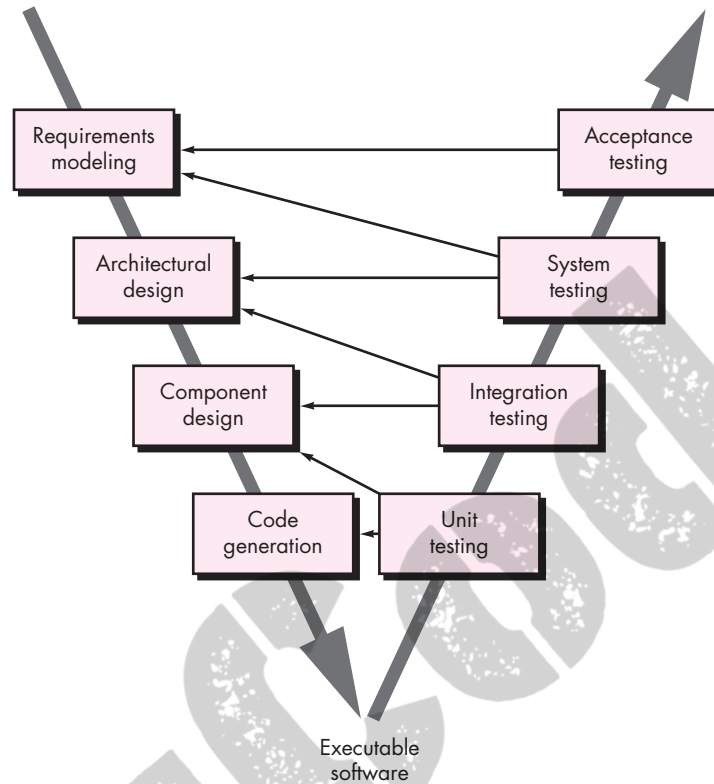 Requirements
modeling
Acceptance
testing
Architectural
design
System
testing
Component
design
Integration
testing
Code
generation
Unit
testing
Executable
software